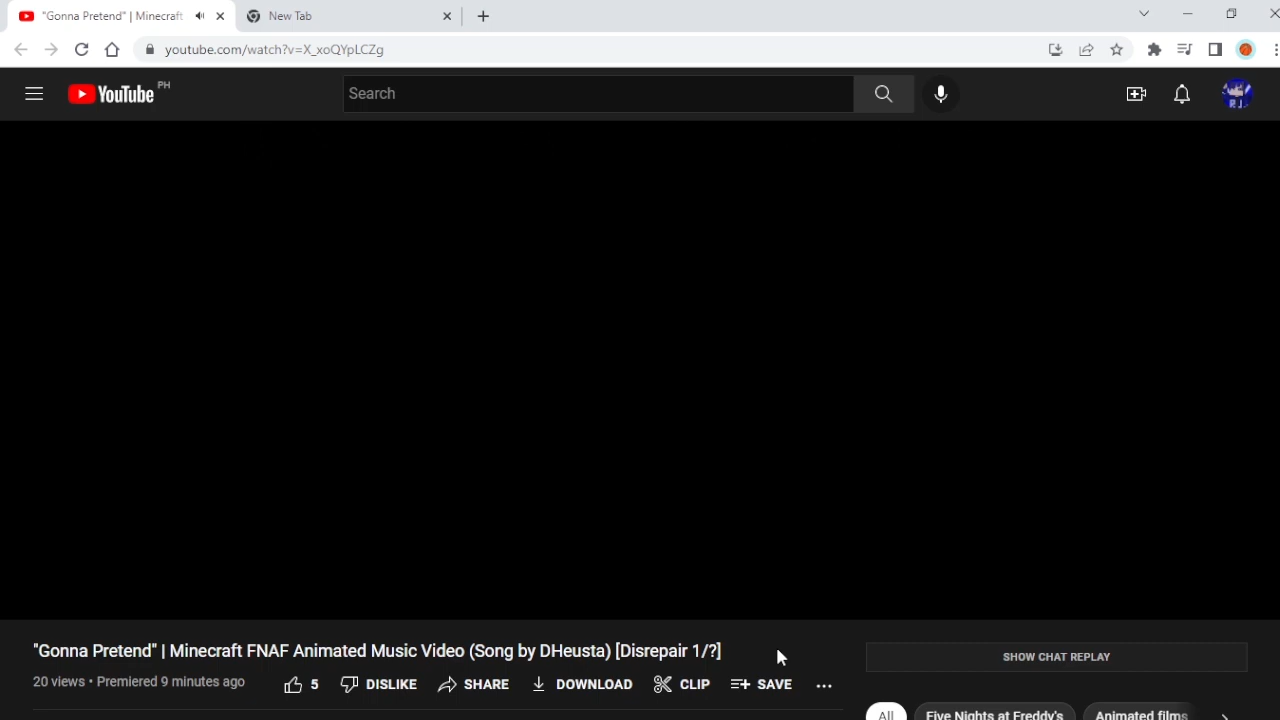 "Gonna Pretend" | Minecraft
New Tab
youtube.com/watch?v=X_xoQYpLCZg
YouTube PH
Search
R J
"Gonna Pretend" | Minecraft FNAF Animated Music Video (Song by DHeusta) [Disrepair 1/?]
20 views • Premiered 9 minutes ago
5 DISLIKE SHARE DOWNLOAD CLIP SAVE
SHOW CHAT REPLAY
All Five Nights at Freddy's Animated films